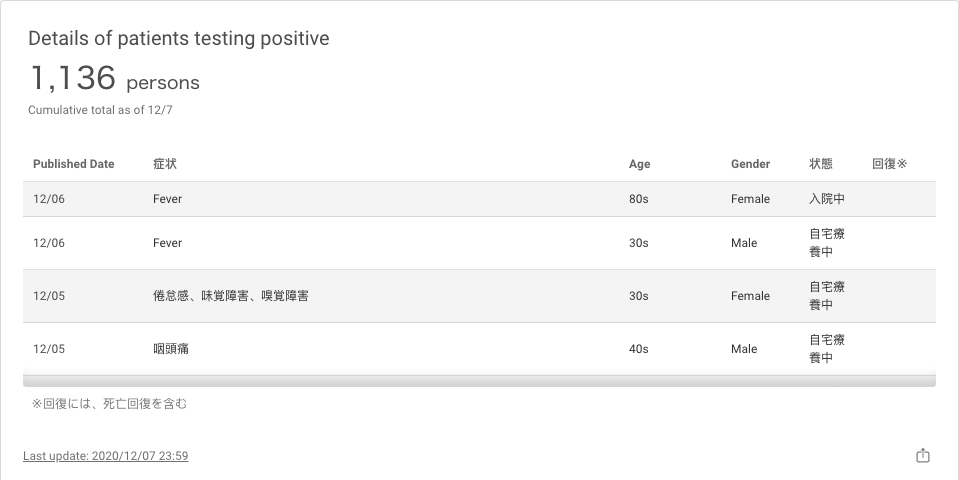 Details of patients testing positive
1,136 persons
Cumulative total as of 12/7
Published Date 症状 Age Gender 状態 回復※
12/06 Fever 80s Female 入院中
12/06 Fever 30s Male 自宅療
養中
12/05 倦怠感、味覚障害、嗅覚障害 30s Female 自宅療
養中
12/05 咽頭痛 40s Male 自宅療
養中
※回復には、死亡回復を含む
Last update: 2020/12/07 23:59